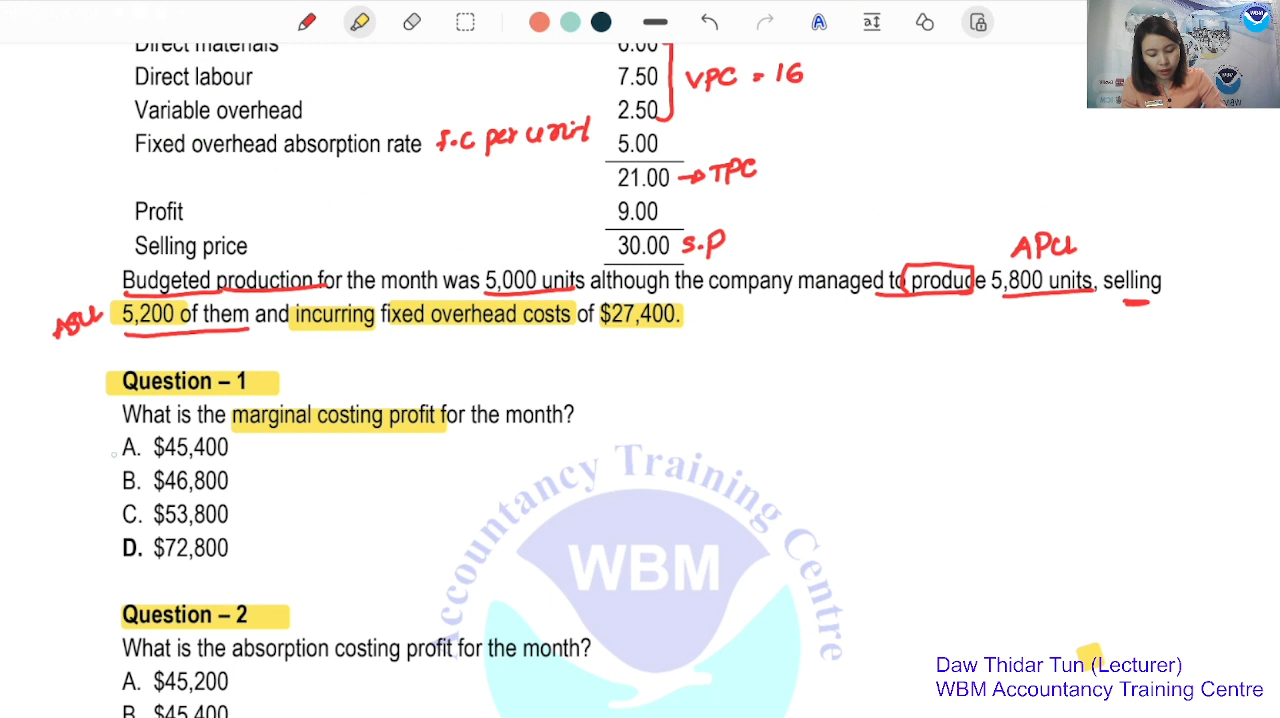 Direct materials 6.00
Direct labour 7.50 VPC = 16
Variable overhead 2.50
Fixed overhead absorption rate f.c per unit 5.00
21.00 → TPC
Profit 9.00
Selling price 30.00 S.P
APU
Budgeted production for the month was 5,000 units although the company managed to produce 5,800 units, selling
ASU 5,200 of them and incurring fixed overhead costs of $27,400.
Question – 1
What is the marginal costing profit for the month?
A. $45,400
B. $46,800
C. $53,800
D. $72,800
Question – 2
What is the absorption costing profit for the month?
A. $45,200
B. $45,400
Accountancy Training Centre
WBM
Daw Thidar Tun (Lecturer)
WBM Accountancy Training Centre